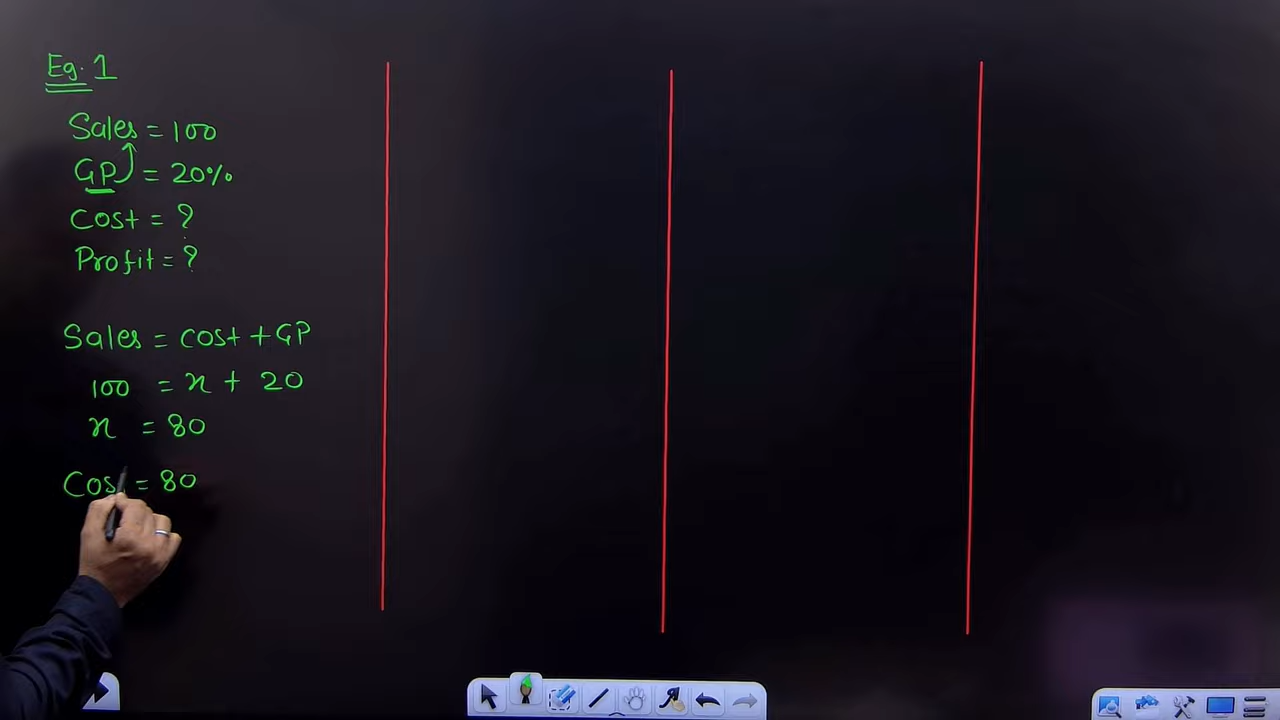 Eg. 1
Sales = 100
GP = 20%
Cost = ?
Profit = ?
Sales = cost + GP
100 = x + 20
x = 80
Cost = 80